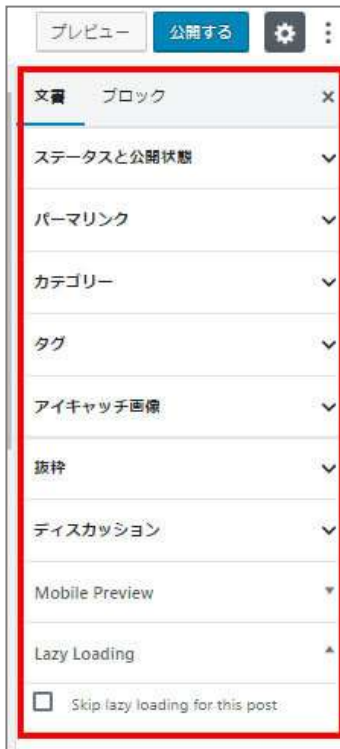 プレビュー 公開する
文書 ブロック ×
ステータスと公開状態
パーマリンク
カテゴリー
タグ
アイキャッチ画像
抜粋
ディスカッション
Mobile Preview
Lazy Loading
Skip lazy loading for this post